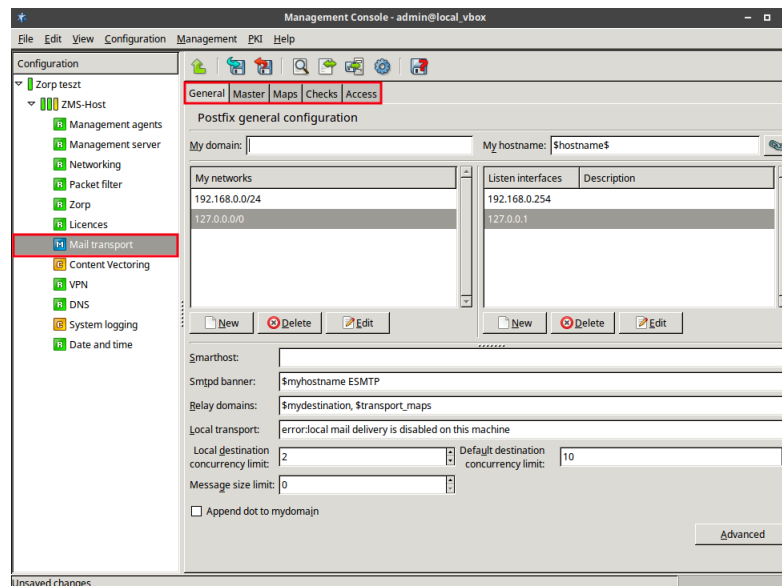 Management Console - admin@local_vbox
File Edit View Configuration Management PKI Help
Configuration
Zorp teszt
ZMS-Host
R Management agents
R Management server
R Networking
R Packet filter
R Zorp
R Licences
M Mail transport
C Content Vectoring
R VPN
R DNS
C System logging
R Date and time
General Master Maps Checks Access
Postfix general configuration
My domain: My hostname: $hostname$
My networks Listen interfaces Description
192.168.0.0/24 192.168.0.254
127.0.0.0/0 127.0.0.1
New Delete Edit New Delete Edit
Smarthost:
Smtpd banner: $myhostname ESMTP
Relay domains: $mydestination, $transport_maps
Local transport: error:local mail delivery is disabled on this machine
Local destination concurrency limit: 2 Default destination concurrency limit: 10
Message size limit: 0
Append dot to mydomain
Advanced
Unsaved changes